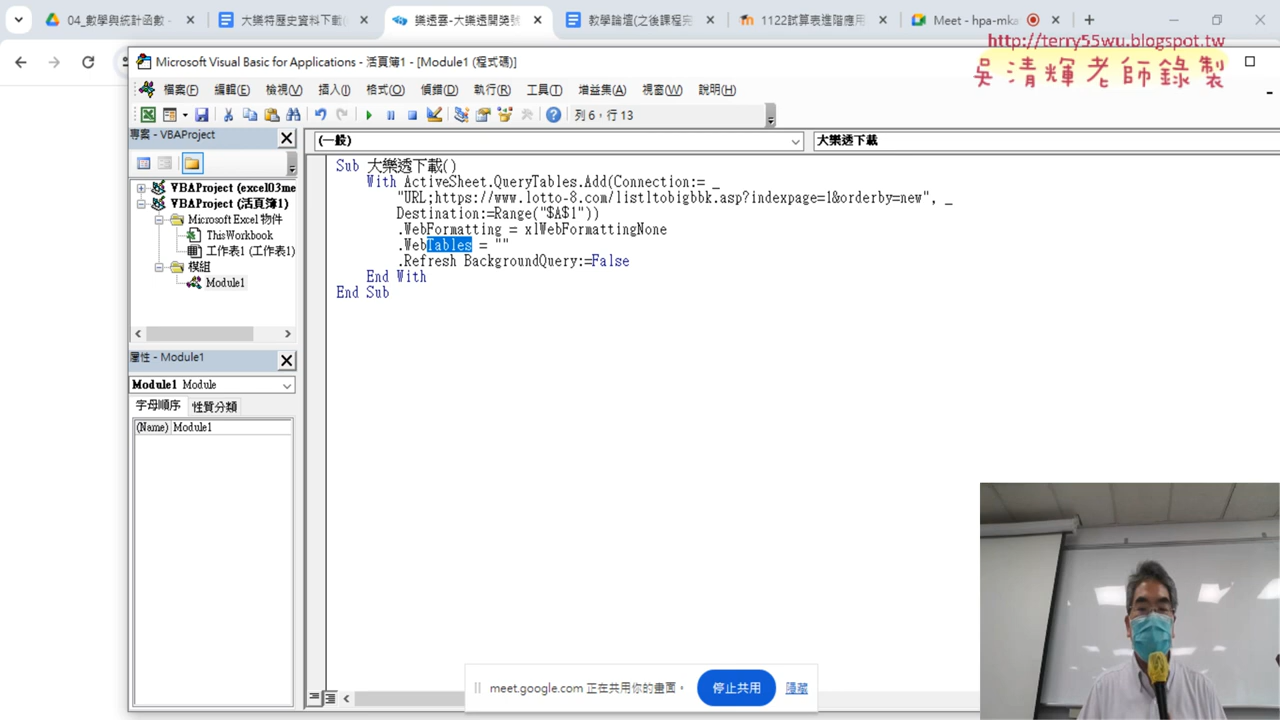 04_數學與統計函數 -
大樂特歷史資料下載(
樂透雲-大樂透開獎號
教學論壇(之後課程完
1122試算表進階應用
Meet - hpa-mka
http://terry55wu.blogspot.tw
吳清輝老師錄製
Microsoft Visual Basic for Applications - 活頁簿1 - [Module1 (程式碼)]
檔案(F) 編輯(E) 檢視(V) 插入(I) 格式(O) 偵錯(D) 執行(R) 工具(T) 增益集(A) 視窗(W) 說明(H)
列 6，行 13
專案 - VBAProject
(一般)
大樂透下載
VBAProject (excel03me
VBAProject (活頁簿1)
Microsoft Excel 物件
ThisWorkbook
工作表1 (工作表1)
模組
Module1
Sub 大樂透下載()
With ActiveSheet.QueryTables.Add(Connection:= _
"URL;https://www.lotto-8.com/listltobigbbk.asp?indexpage=1&orderby=new", _
Destination:=Range("$A$1"))
.WebFormatting = xlWebFormattingNone
.WebTables = ""
.Refresh BackgroundQuery:=False
End With
End Sub
屬性 - Module1
Module1 Module
字母順序 性質分類
(Name) Module1
meet.google.com 正在共用你的畫面。
停止共用
隱藏